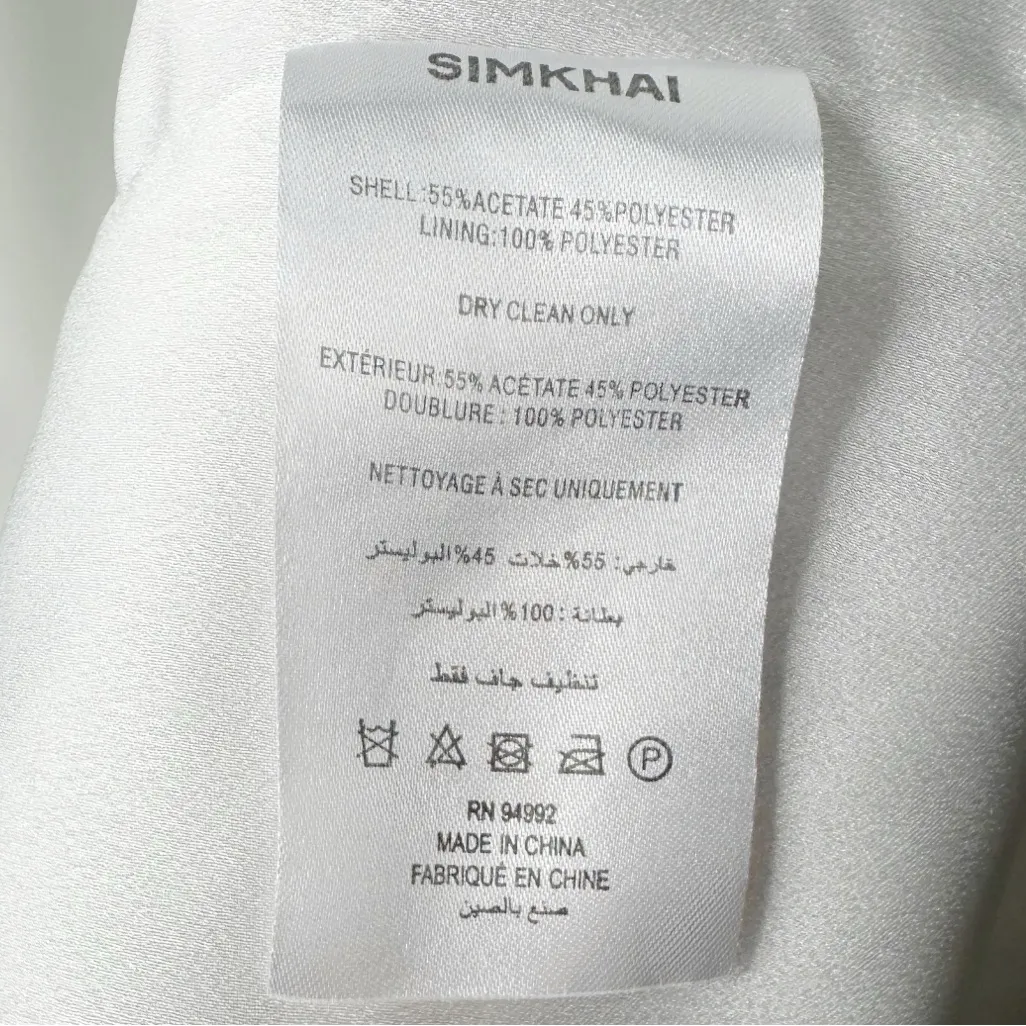 SIMKHAI
SHELL:55%ACETATE 45%POLYESTER
LINING:100% POLYESTER
DRY CLEAN ONLY
EXTÉRIEUR:55% ACÉTATE 45% POLYESTER
DOUBLURE : 100% POLYESTER
NETTOYAGE À SEC UNIQUEMENT
خارجي: 55%خلات 45%البوليستر
بطانة : 100%البوليستر
تنظيف جاف فقط
P
RN 94992
MADE IN CHINA
FABRIQUÉ EN CHINE
صنع بالصين